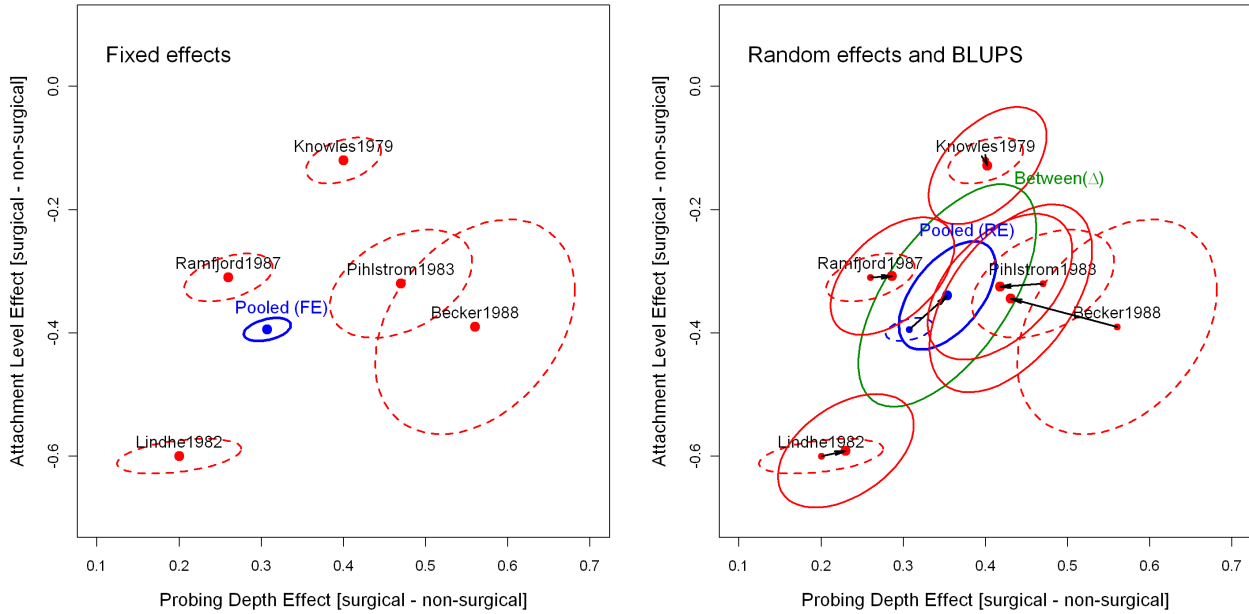 Fixed effects
Knowles1979
Ramfjord1987
Pihlstrom1983
Pooled (FE)
Becker1988
Lindhe1982
0.0
-0.2
-0.4
-0.6
0.1 0.2 0.3 0.4 0.5 0.6 0.7
Attachment Level Effect [surgical - non-surgical]
Probing Depth Effect [surgical - non-surgical]
Random effects and BLUPS
Knowles1979
Between(Δ)
Pooled (RE)
Ramfjord1987
Pihlstrom1983
Becker1988
Lindhe1982
0.0
-0.2
-0.4
-0.6
0.1 0.2 0.3 0.4 0.5 0.6 0.7
Attachment Level Effect [surgical - non-surgical]
Probing Depth Effect [surgical - non-surgical]